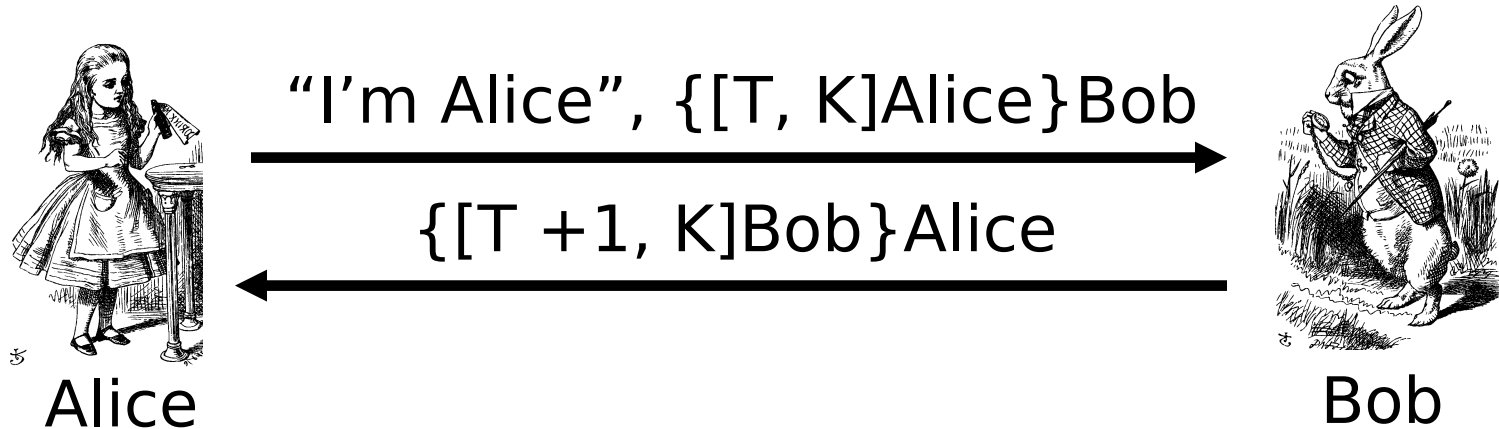 “I’m Alice”, {[T, K]Alice}Bob
{[T +1, K]Bob}Alice
Alice
Bob